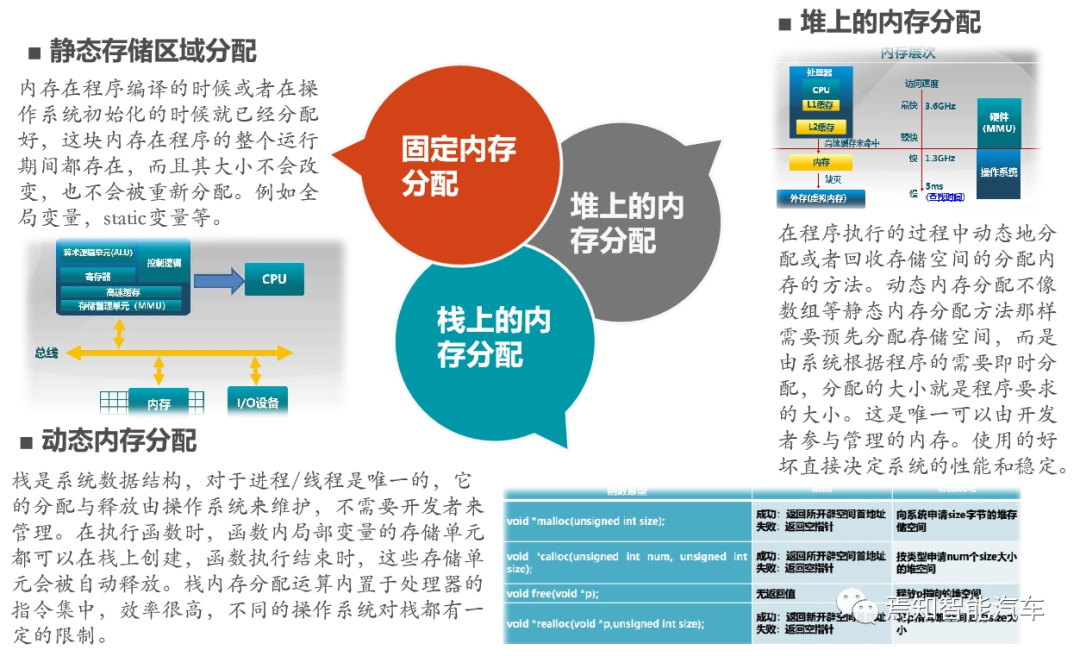 ■ 静态存储区域分配
内存在程序编译的时候或者在操
作系统初始化的时候就已经分配
好，这块内存在程序的整个运行
期间都存在，而且其大小不会改
变，也不会被重新分配。例如全
局变量，static变量等。
算术逻辑单元(ALU)
控制逻辑
寄存器
高速缓存
存储管理单元（MMU）
CPU
总线
内存
I/O设备
固定内存
分配
堆上的内
存分配
栈上的内
存分配
■ 堆上的内存分配
内存层次
处理器
CPU
L1缓存
L2缓存
高速缓存未命中
内存
缺页
外存(虚拟内存)
访问速度
最快 3.6GHz
较快
快 1.3GHz
慢 5ms
(查找时间)
硬件
(MMU)
操作系统
在程序执行的过程中动态地分
配或者回收存储空间的分配内
存的方法。动态内存分配不像
数组等静态内存分配方法那样
需要预先分配存储空间，而是
由系统根据程序的需要即时分
配，分配的大小就是程序要求
的大小。这是唯一可以由开发
者参与管理的内存。使用的好
坏直接决定系统的性能和稳定。
■ 动态内存分配
栈是系统数据结构，对于进程/线程是唯一的，它
的分配与释放由操作系统来维护，不需要开发者来
管理。在执行函数时，函数内局部变量的存储单元
都可以在栈上创建，函数执行结束时，这些存储单
元会被自动释放。栈内存分配运算内置于处理器的
指令集中，效率很高，不同的操作系统对栈都有一
定的限制。
函数原型
void *malloc(unsigned int size);
成功：返回所开辟空间首地址
失败：返回空指针
向系统申请size字节的堆存
储空间
void *calloc(unsigned int num, unsigned int
size);
成功：返回所开辟空间首地址
失败：返回空指针
按类型申请num个size大小
的堆空间
void free(void *p);
无返回值
释放p指向的堆空间
void *realloc(void *p,unsigned int size);
成功：返回新开辟空间首地址
失败：返回空指针
小
焉知智能汽车